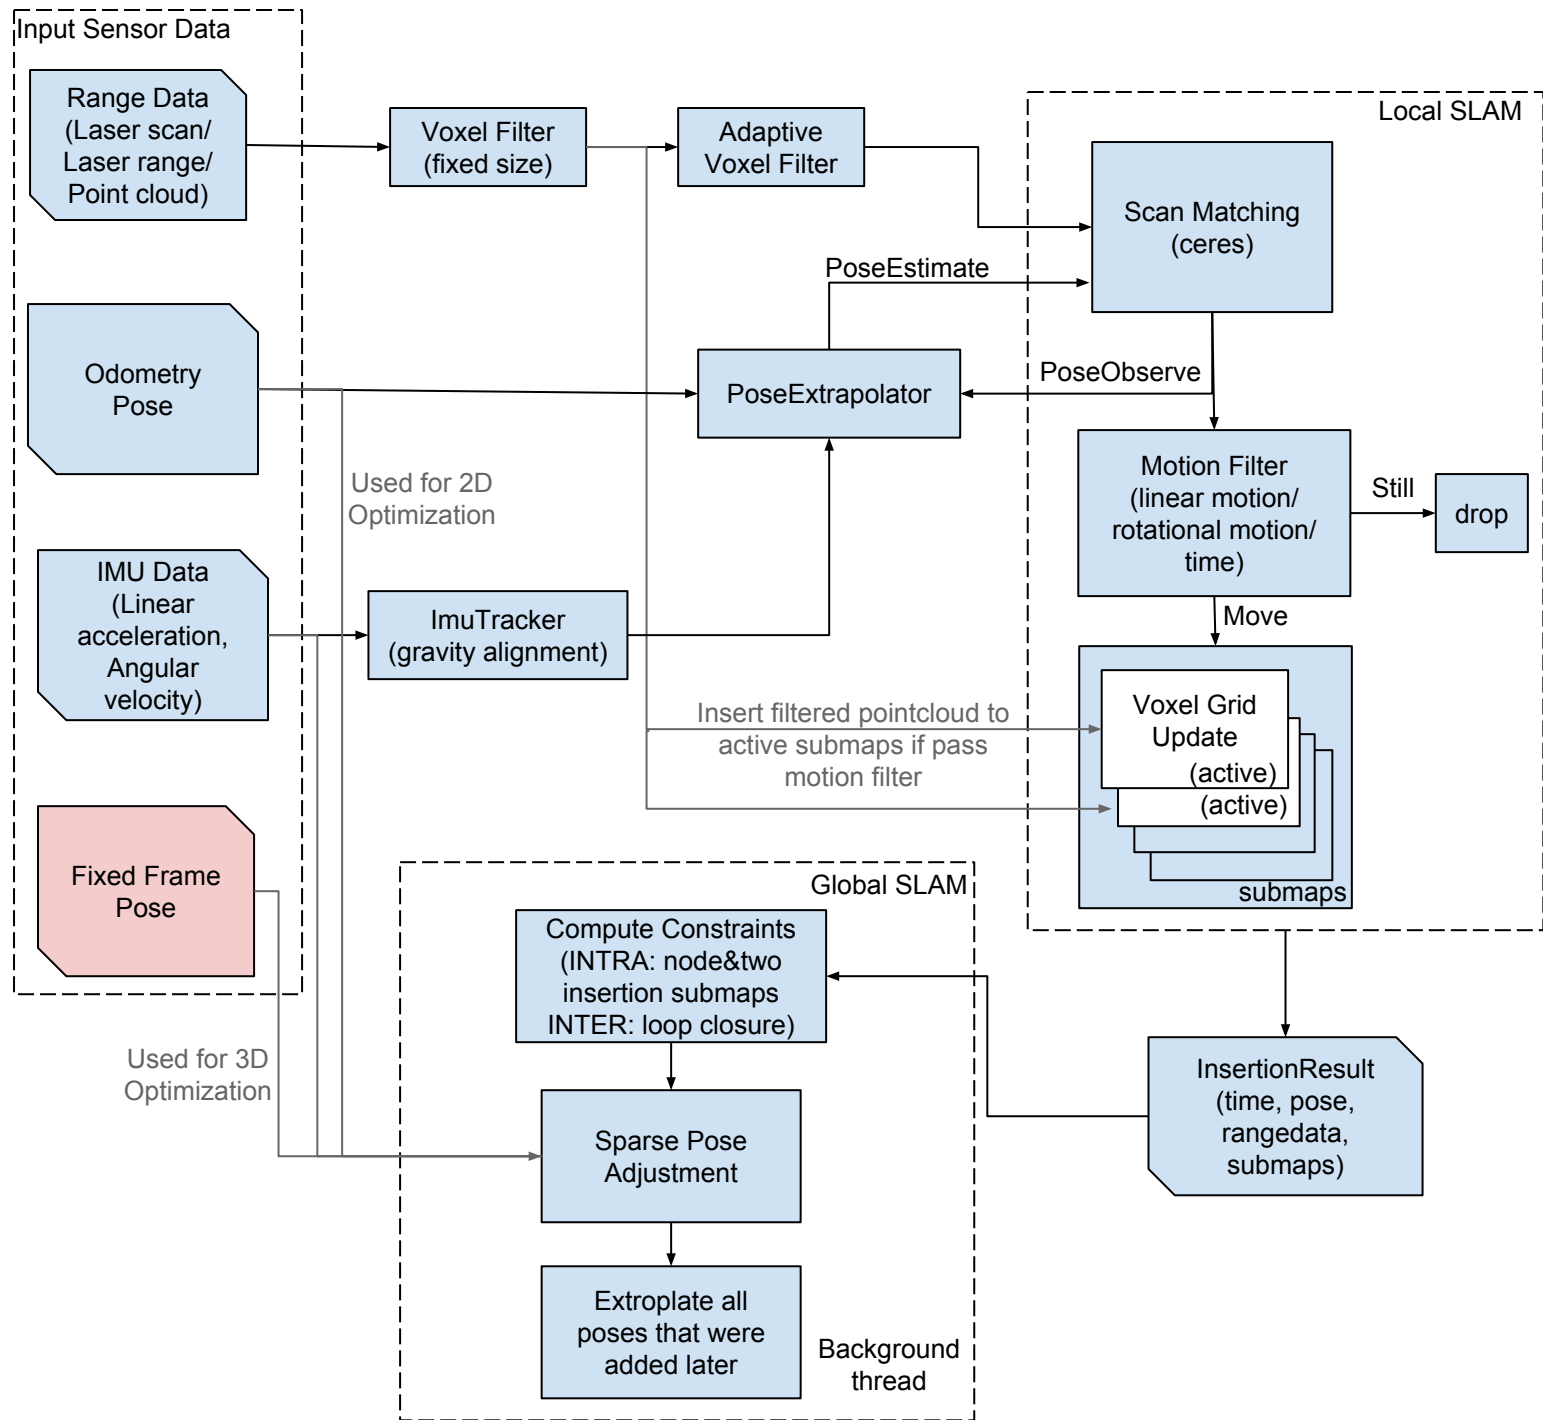 Input Sensor Data
Range Data
(Laser scan/
Laser range/
Point cloud)
Voxel Filter
(fixed size)
Adaptive
Voxel Filter
Local SLAM
Scan Matching
(ceres)
PoseEstimate
Odometry
Pose
PoseExtrapolator
PoseObserve
Used for 2D
Optimization
Motion Filter
(linear motion/
rotational motion/
time)
Still
drop
IMU Data
(Linear
acceleration,
Angular
velocity)
ImuTracker
(gravity alignment)
Move
Insert filtered pointcloud to
active submaps if pass
motion filter
Voxel Grid
Update
(active)
(active)
submaps
Fixed Frame
Pose
Global SLAM
Compute Constraints
(INTRA: node&two
insertion submaps
INTER: loop closure)
Used for 3D
Optimization
InsertionResult
(time, pose,
rangedata,
submaps)
Sparse Pose
Adjustment
Extroplate all
poses that were
added later
Background
thread